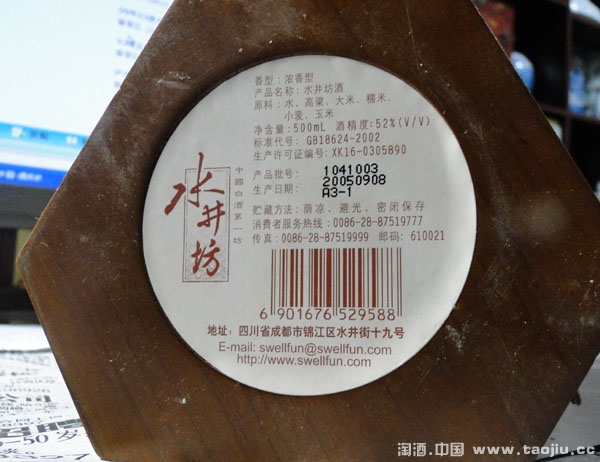 香型: 浓香型
产品名称: 水井坊酒
原料: 水、高粱、大米、糯米、
小麦、玉米
净含量: 500mL 酒精度: 52%(V/V)
标准代号: GB18624-2002
生产许可证编号: XK16-0305890
产品批号: 1041003
生产日期: 20050908
A3-1
贮藏方法: 荫凉、避光、密闭保存
消费者服务热线: 0086-28-87519777
传真: 0086-28-87519999 邮码: 610021
水井坊
中国白酒第一坊
6 901676 529588
地址: 四川省成都市锦江区水井街十九号
E-mail: swellfun@swellfun.com
http://www.swellfun.com
50岁
淘酒.中国 www.taojiu.cc